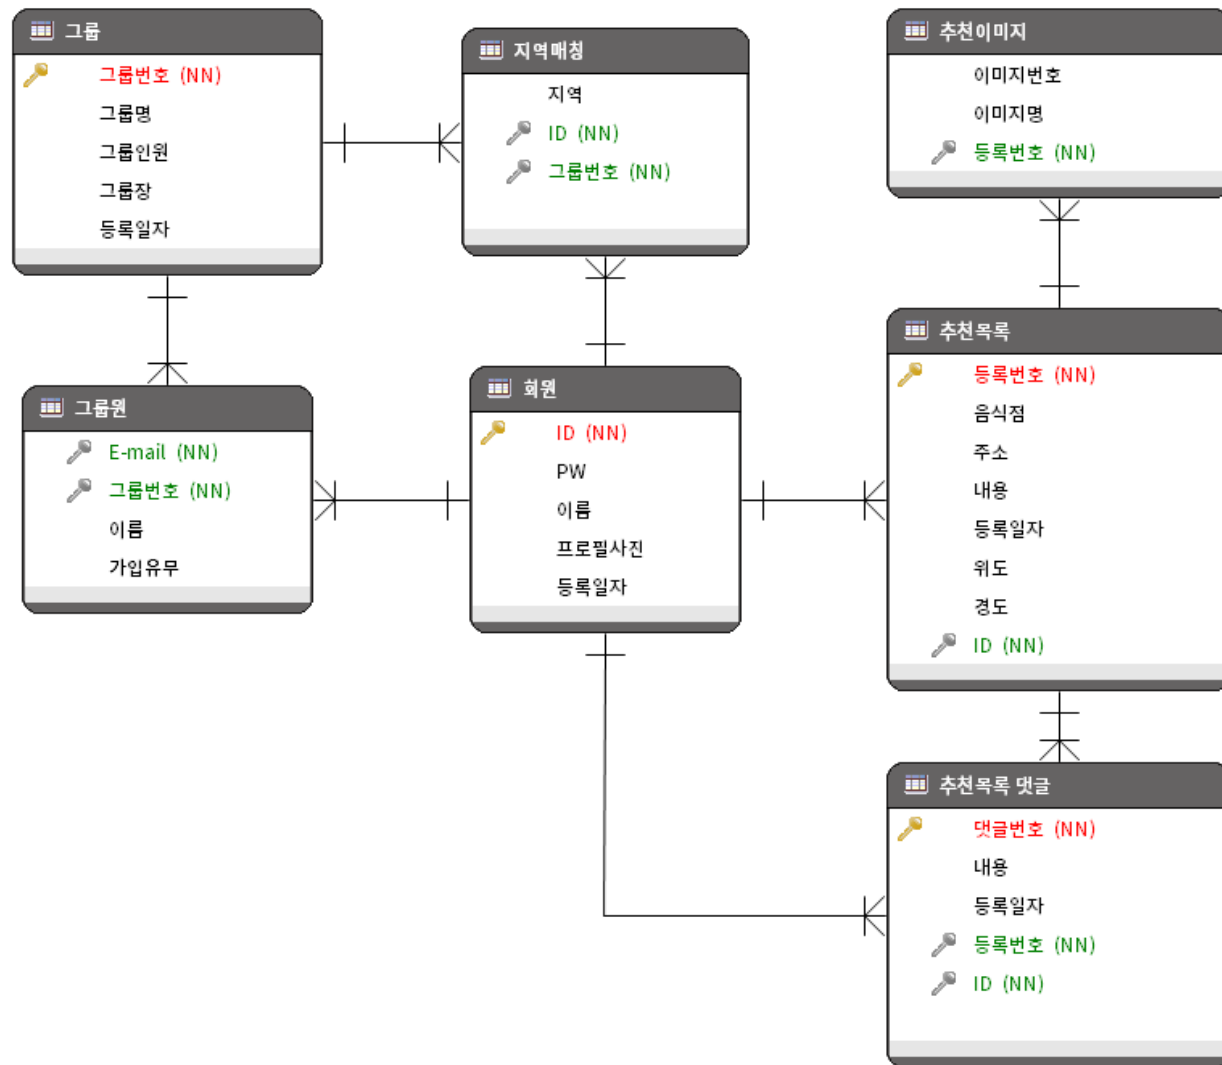 그룹
그룹번호 (NN)
그룹명
그룹인원
그룹장
등록일자
지역매칭
지역
ID (NN)
그룹번호 (NN)
추천이미지
이미지번호
이미지명
등록번호 (NN)
그룹원
E-mail (NN)
그룹번호 (NN)
이름
가입유무
회원
ID (NN)
PW
이름
프로필사진
등록일자
추천목록
등록번호 (NN)
음식점
주소
내용
등록일자
위도
경도
ID (NN)
추천목록 댓글
댓글번호 (NN)
내용
등록일자
등록번호 (NN)
ID (NN)